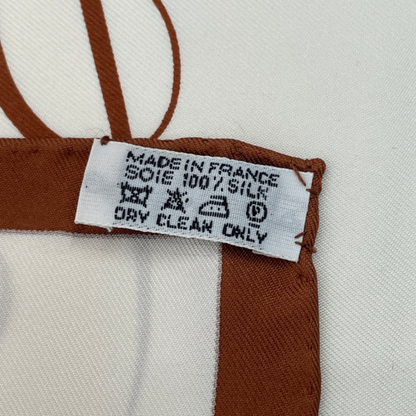 MADE IN FRANCE
SOIE 100% SILK
P
DRY CLEAN ONLY